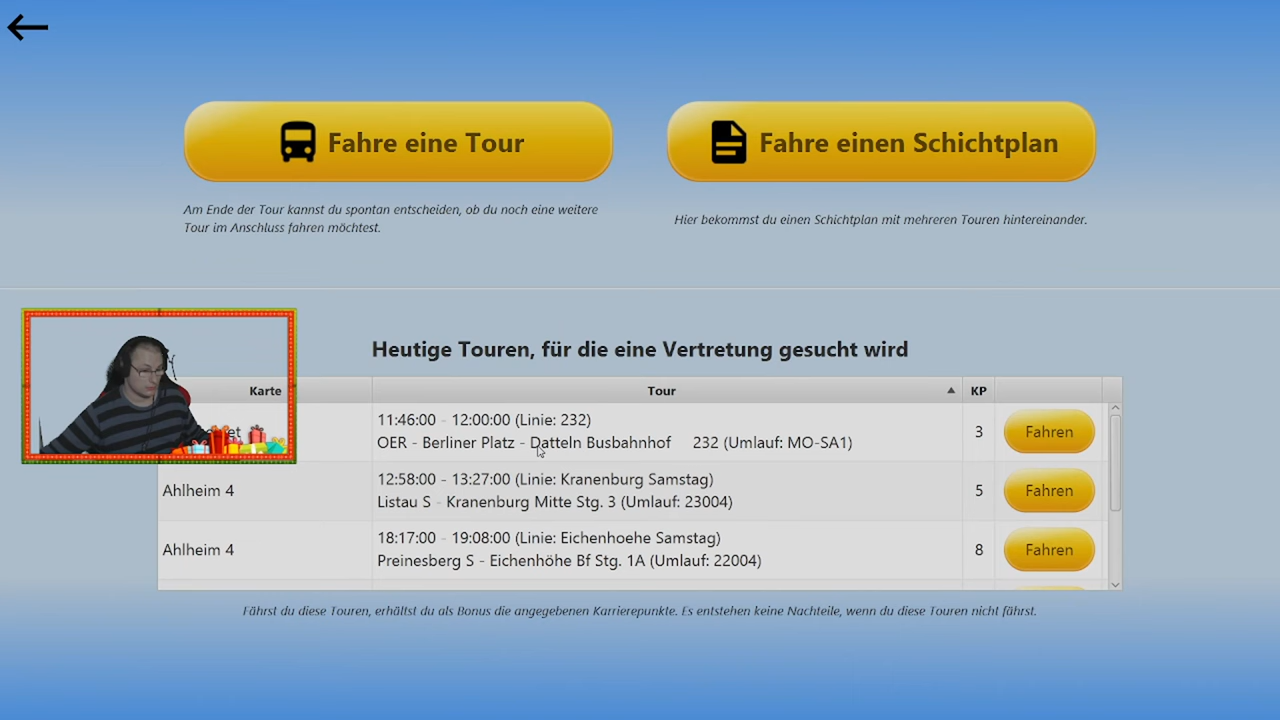 Fahre eine Tour
Fahre einen Schichtplan
Am Ende der Tour kannst du spontan entscheiden, ob du noch eine weitere
Tour im Anschluss fahren möchtest.
Hier bekommst du einen Schichtplan mit mehreren Touren hintereinander.
Heutige Touren, für die eine Vertretung gesucht wird
Karte Tour KP
11:46:00 - 12:00:00 (Linie: 232)
OER - Berliner Platz - Datteln Busbahnhof 232 (Umlauf: MO-SA1)
3 Fahren
Ahlheim 4
12:58:00 - 13:27:00 (Linie: Kranenburg Samstag)
Listau S - Kranenburg Mitte Stg. 3 (Umlauf: 23004)
5 Fahren
Ahlheim 4
18:17:00 - 19:08:00 (Linie: Eichenhoehe Samstag)
Preinesberg S - Eichenhöhe Bf Stg. 1A (Umlauf: 22004)
8 Fahren
Fährst du diese Touren, erhältst du als Bonus die angegebenen Karrierepunkte. Es entstehen keine Nachteile, wenn du diese Touren nicht fährst.